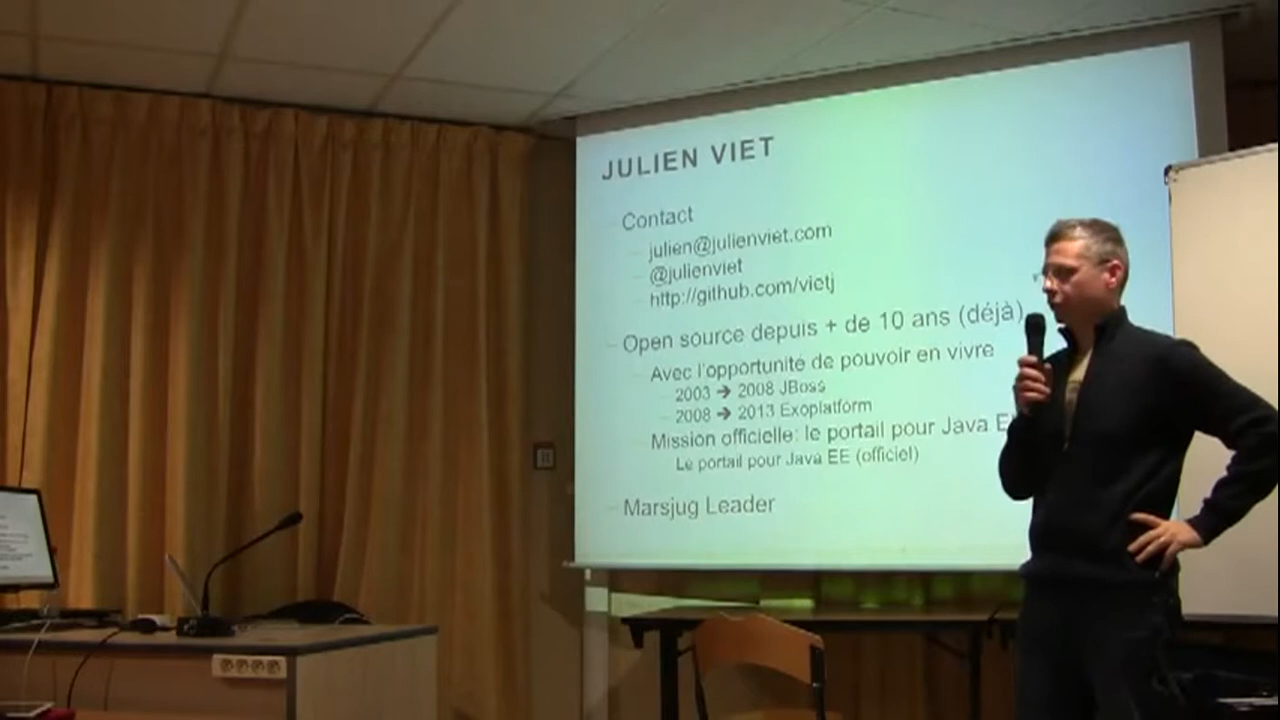 JULIEN VIET
Contact
julien@julienviet.com
@julienviet
http://github.com/vietj
Open source depuis + de 10 ans (déjà)
Avec l'opportunité de pouvoir en vivre
2003 ➔ 2008 JBoss
2008 ➔ 2013 Exoplatform
Mission officielle: le portail pour Java E
Le portail pour Java EE (officiel)
Marsjug Leader